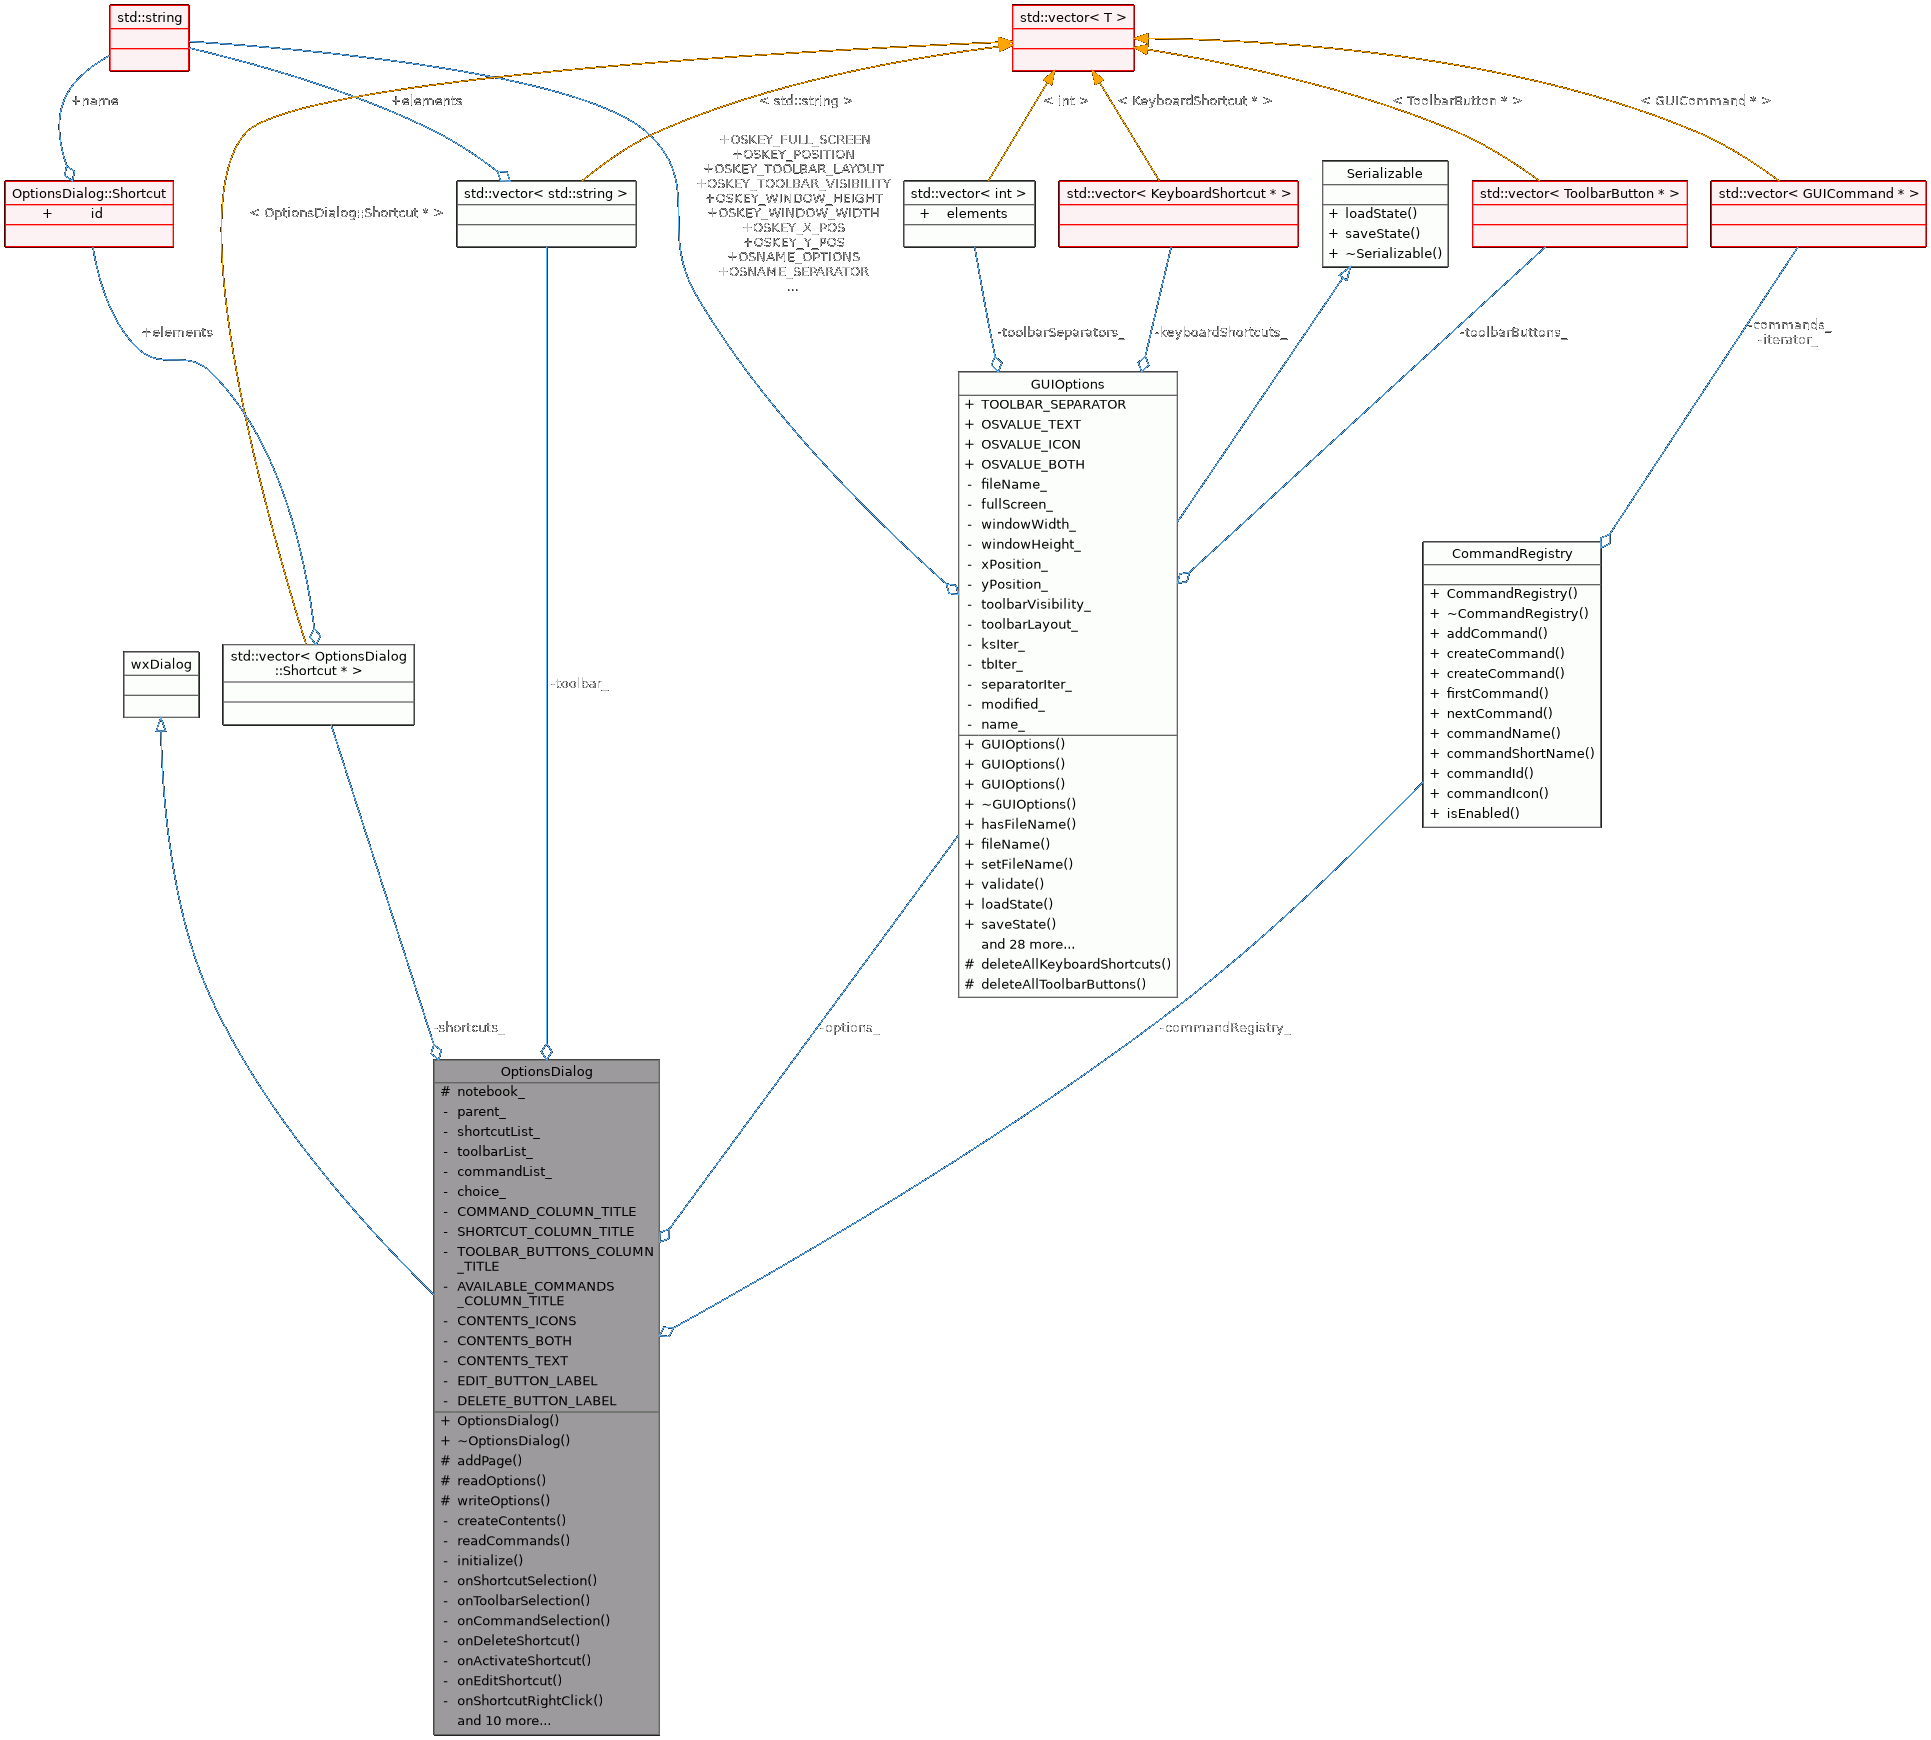 std::string
std::vector< T >
+name
+elements
< std::string >
< int >
< KeyboardShortcut * >
< ToolbarButton * >
< GUICommand * >
+OSKEY_FULL_SCREEN
+OSKEY_POSITION
+OSKEY_TOOLBAR_LAYOUT
+OSKEY_TOOLBAR_VISIBILITY
+OSKEY_WINDOW_HEIGHT
+OSKEY_WINDOW_WIDTH
+OSKEY_X_POS
+OSKEY_Y_POS
+OSNAME_OPTIONS
+OSNAME_SEPARATOR
...
OptionsDialog::Shortcut
+ id
< OptionsDialog::Shortcut * >
std::vector< std::string >
std::vector< int >
+ elements
std::vector< KeyboardShortcut * >
Serializable
+ loadState()
+ saveState()
+ ~Serializable()
std::vector< ToolbarButton * >
std::vector< GUICommand * >
+elements
-toolbarSeparators_
-keyboardShortcuts_
-toolbarButtons_
-commands_
-iterator_
GUIOptions
+ TOOLBAR_SEPARATOR
+ OSVALUE_TEXT
+ OSVALUE_ICON
+ OSVALUE_BOTH
- fileName_
- fullScreen_
- windowWidth_
- windowHeight_
- xPosition_
- yPosition_
- toolbarVisibility_
- toolbarLayout_
- ksIter_
- tbIter_
- separatorIter_
- modified_
- name_
+ GUIOptions()
+ GUIOptions()
+ GUIOptions()
+ ~GUIOptions()
+ hasFileName()
+ fileName()
+ setFileName()
+ validate()
+ loadState()
+ saveState()
and 28 more...
# deleteAllKeyboardShortcuts()
# deleteAllToolbarButtons()
CommandRegistry
+ CommandRegistry()
+ ~CommandRegistry()
+ addCommand()
+ createCommand()
+ createCommand()
+ firstCommand()
+ nextCommand()
+ commandName()
+ commandShortName()
+ commandId()
+ commandIcon()
+ isEnabled()
wxDialog
std::vector< OptionsDialog
::Shortcut * >
-toolbar_
-shortcuts_
-options_
-commandRegistry_
OptionsDialog
# notebook_
- parent_
- shortcutList_
- toolbarList_
- commandList_
- choice_
- COMMAND_COLUMN_TITLE
- SHORTCUT_COLUMN_TITLE
- TOOLBAR_BUTTONS_COLUMN
_TITLE
- AVAILABLE_COMMANDS
_COLUMN_TITLE
- CONTENTS_ICONS
- CONTENTS_BOTH
- CONTENTS_TEXT
- EDIT_BUTTON_LABEL
- DELETE_BUTTON_LABEL
+ OptionsDialog()
+ ~OptionsDialog()
# addPage()
# readOptions()
# writeOptions()
- createContents()
- readCommands()
- initialize()
- onShortcutSelection()
- onToolbarSelection()
- onCommandSelection()
- onDeleteShortcut()
- onActivateShortcut()
- onEditShortcut()
- onShortcutRightClick()
and 10 more...